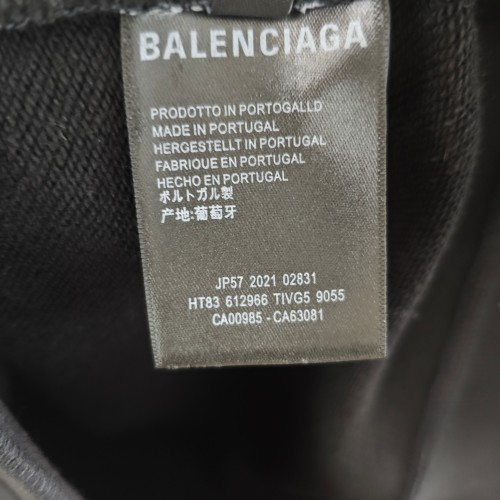 BALENCIAGA
PRODOTTO IN PORTOGALLD
MADE IN PORTUGAL
HERGESTELLT IN PORTUGAL
FABRIQUE EN PORTUGAL
HECHO EN PORTUGAL
ポルトガル製
产地:葡萄牙
JP57 2021 02831
HT83 612966 TIVG5 9055
CA00985 - CA63081